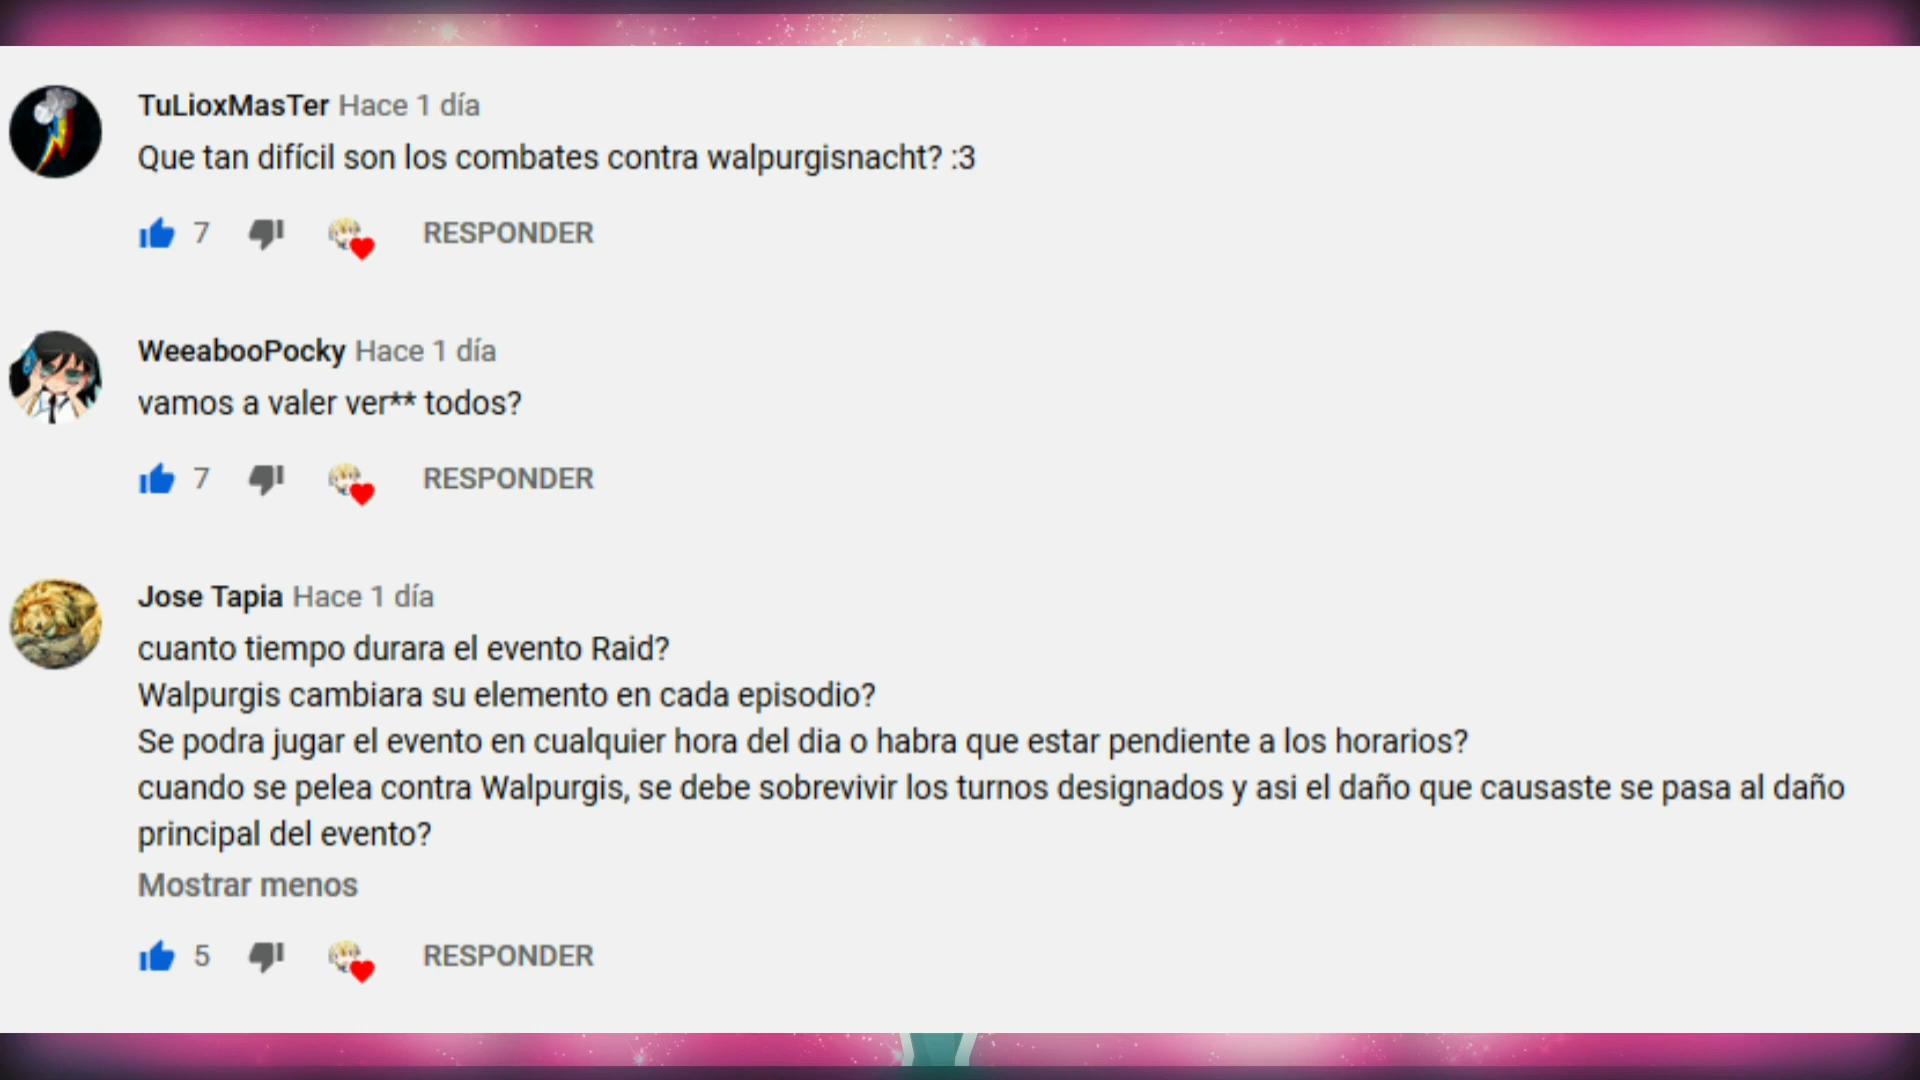 TuLioxMasTer Hace 1 día
Que tan difícil son los combates contra walpurgisnacht? :3
7 RESPONDER
WeeabooPocky Hace 1 día
vamos a valer ver** todos?
7 RESPONDER
Jose Tapia Hace 1 día
cuanto tiempo durara el evento Raid?
Walpurgis cambiara su elemento en cada episodio?
Se podra jugar el evento en cualquier hora del dia o habra que estar pendiente a los horarios?
cuando se pelea contra Walpurgis, se debe sobrevivir los turnos designados y asi el daño que causaste se pasa al daño
principal del evento?
Mostrar menos
5 RESPONDER